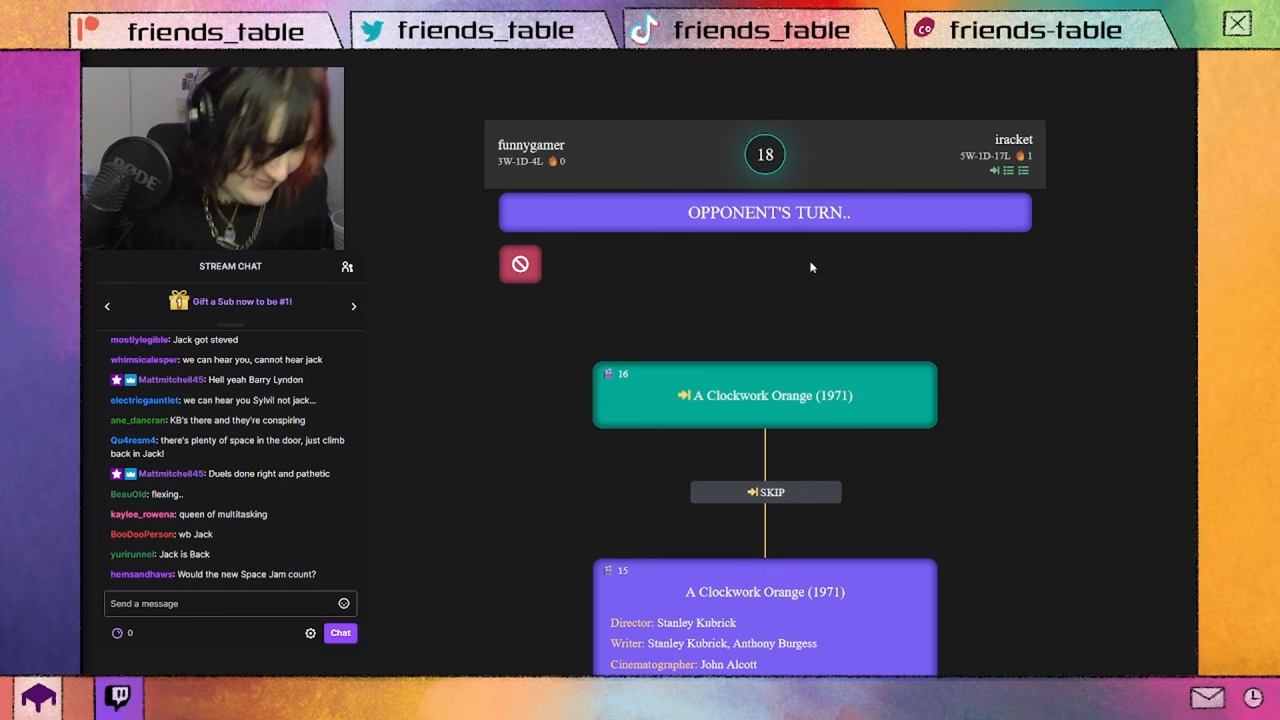 friends_table
friends_table
friends_table
friends-table
RØDE
funnygamer
3W-1D-4L 0
18
iracket
5W-1D-17L 1
OPPONENT'S TURN..
STREAM CHAT
1
Gift a Sub now to be #1!
mostlylegible: Jack got steved
whimsicalesper: we can hear you, cannot hear jack
Mattmitchell45: Hell yeah Barry Lyndon
electricgauntlet: we can hear you Sylvi! not jack...
ane_daneran: KB's there and they're conspiring
Qu4resm4: there's plenty of space in the door, just climb
back in Jack!
Mattmitchell45: Duels done right and pathetic
BeauOld: flexing..
kaylee_rowena: queen of multitasking
BooDooPerson: wb Jack
yurirunnel: Jack is Back
hemsandhaws: Would the new Space Jam count?
Send a message
0
Chat
16
A Clockwork Orange (1971)
SKIP
15
A Clockwork Orange (1971)
Director: Stanley Kubrick
Writer: Stanley Kubrick, Anthony Burgess
Cinematographer: John Alcott